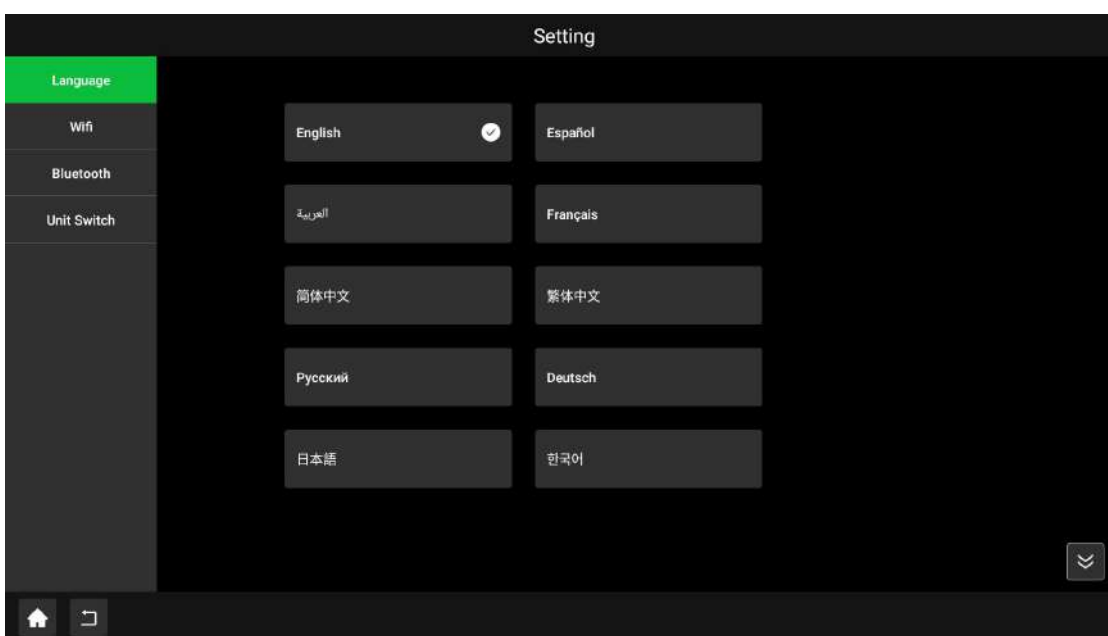 Setting
Language
Wifi
Bluetooth
Unit Switch
English
Español
العربية
Français
简体中文
繁体中文
Русский
Deutsch
日本語
한국어